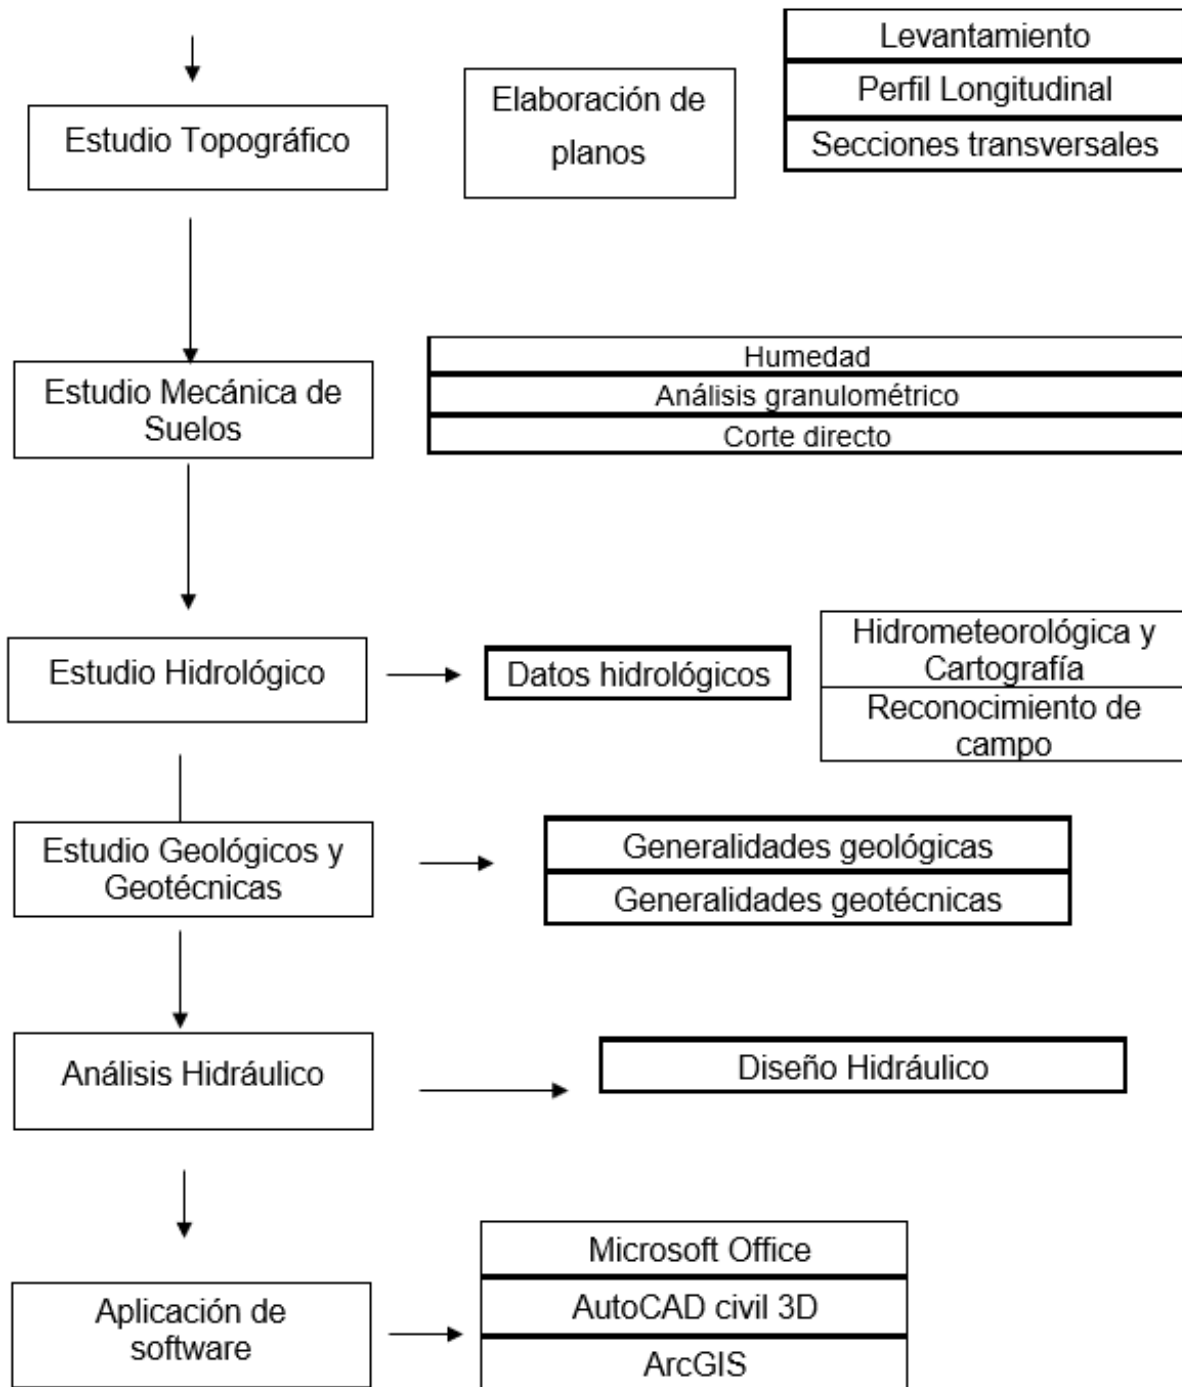 Estudio Topográfico
Elaboración de
planos
Levantamiento
Perfil Longitudinal
Secciones transversales
Estudio Mecánica de
Suelos
Humedad
Análisis granulométrico
Corte directo
Estudio Hidrológico
Datos hidrológicos
Hidrometeorológica y
Cartografía
Reconocimiento de
campo
Estudio Geológicos y
Geotécnicas
Generalidades geológicas
Generalidades geotécnicas
Análisis Hidráulico
Diseño Hidráulico
Aplicación de
software
Microsoft Office
AutoCAD civil 3D
ArcGIS